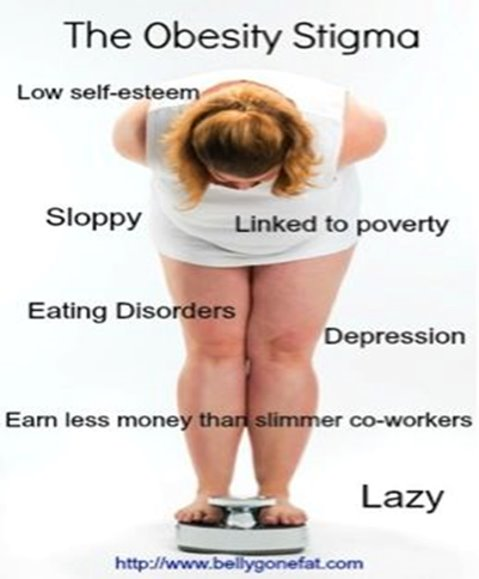 The Obesity Stigma
Low self-esteem
Sloppy
Linked to poverty
Eating Disorders
Depression
Earn less money than slimmer co-workers
Lazy
http://www.bellygonefat.com